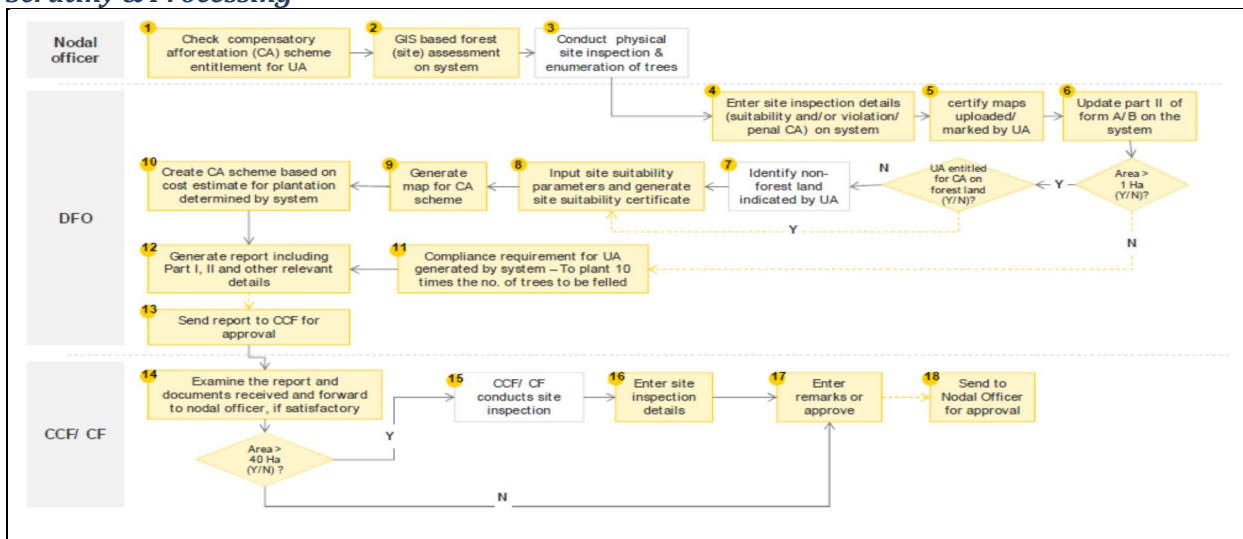 Scrutiny & Processing
Nodal
officer
1
Check compensatory
afforestation (CA) scheme
entitlement for UA
2
GIS based forest
(site) assessment
on system
3
Conduct physical
site inspection &
enumeration of trees
DFO
4
Enter site inspection details
(suitability and/or violation/
penal CA) on system
5
certify maps
uploaded/
marked by UA
6
Update part II of
form A/B on the
system
Area >
1 Ha
(Y/N)?
Y
N
UA entitled
for CA on
forest land
(Y/N)?
N
Y
7
Identify non-
forest land
indicated by UA
8
Input site suitability
parameters and generate
site suitability certificate
9
Generate
map for CA
scheme
10
Create CA scheme based on
cost estimate for plantation
determined by system
11
Compliance requirement for UA
generated by system – To plant 10
times the no. of trees to be felled
12
Generate report including
Part I, II and other relevant
details
13
Send report to CCF for
approval
CCF/ CF
14
Examine the report and
documents received and forward
to nodal officer, if satisfactory
Area >
40 Ha
(Y/N) ?
Y
N
15
CCF/ CF
conducts site
inspection
16
Enter site
inspection
details
17
Enter
remarks or
approve
18
Send to
Nodal Officer
for approval